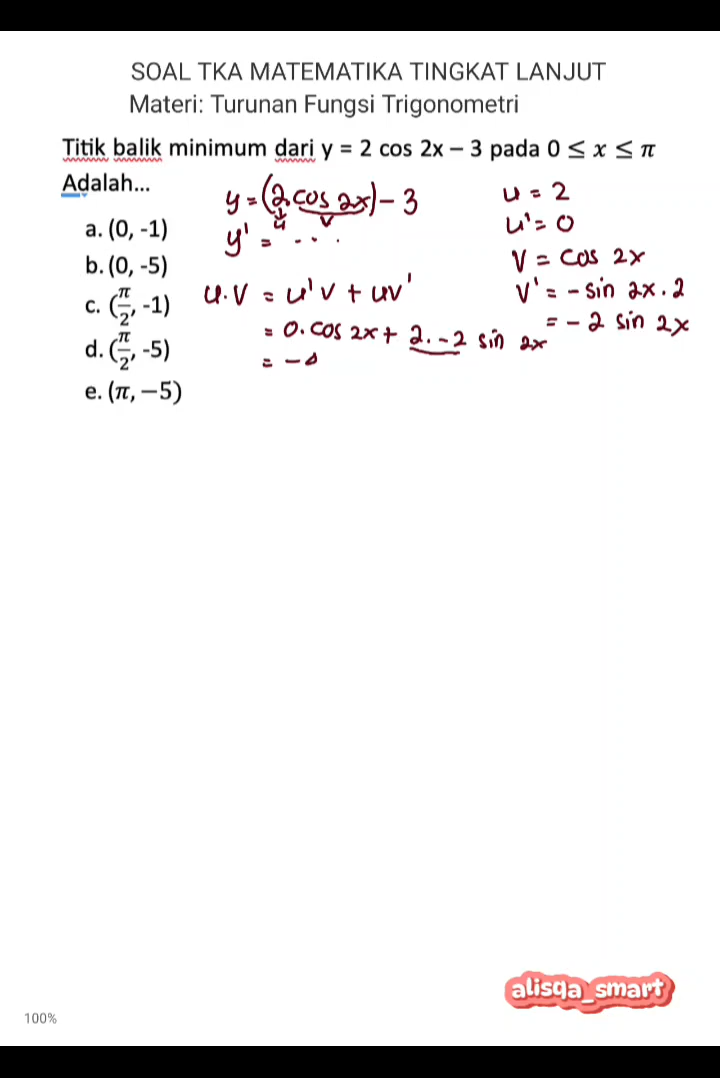 SOAL TKA MATEMATIKA TINGKAT LANJUT
Materi: Turunan Fungsi Trigonometri
Titik balik minimum dari y = 2 cos 2x – 3 pada 0 ≤ x ≤ π
Adalah...
a. (0, -1)
b. (0, -5)
c. (π/2, -1)
d. (π/2, -5)
e. (π, −5)
y = (2 cos 2x) - 3
u v
y' = ...
u.v = u'v + uv'
= 0. cos 2x + 2. -2 sin 2x
= -4
u = 2
u' = 0
v = cos 2x
v' = - sin 2x . 2
= - 2 sin 2x
alisqa_smart
100%